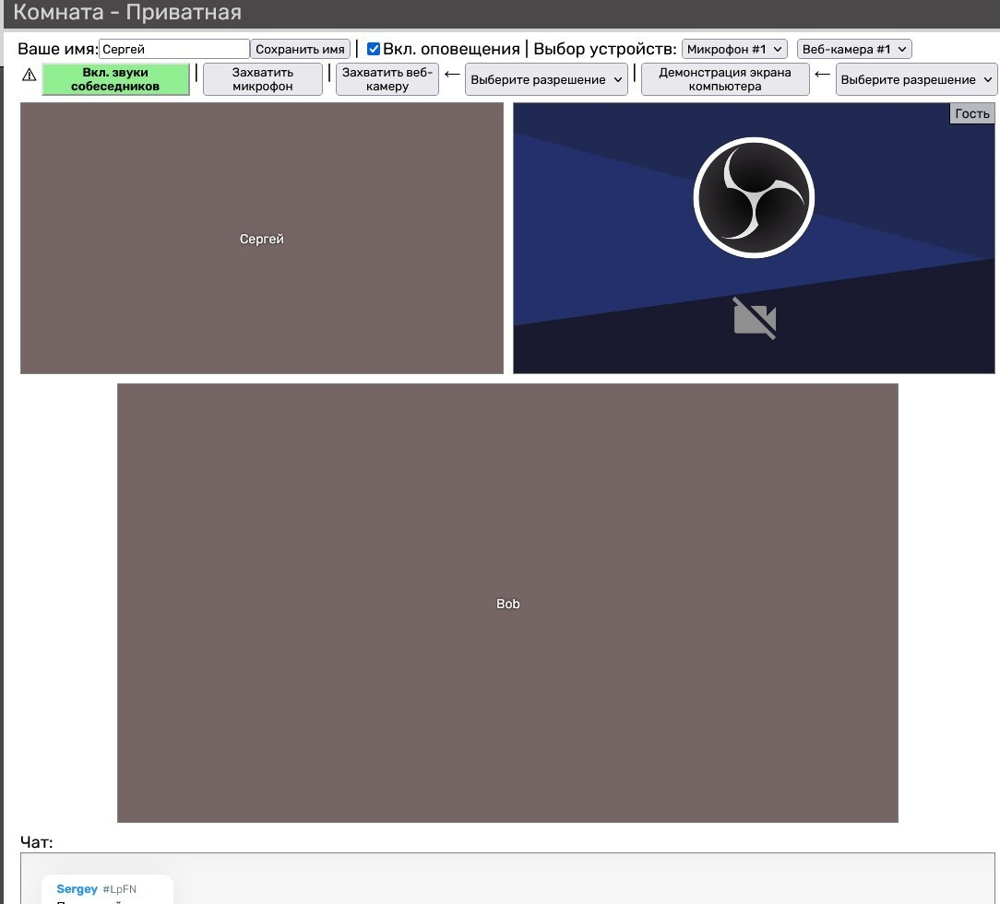 Комната - Приватная
Ваше имя: Сергей Сохранить имя | Вкл. оповещения | Выбор устройств: Микрофон #1 Веб-камера #1
⚠ Вкл. звуки собеседников | Захватить микрофон | Захватить веб-камеру ← Выберите разрешение | Демонстрация экрана компьютера ← Выберите разрешение
Гость
Сергей
Bob
Чат:
Sergey #LpFN